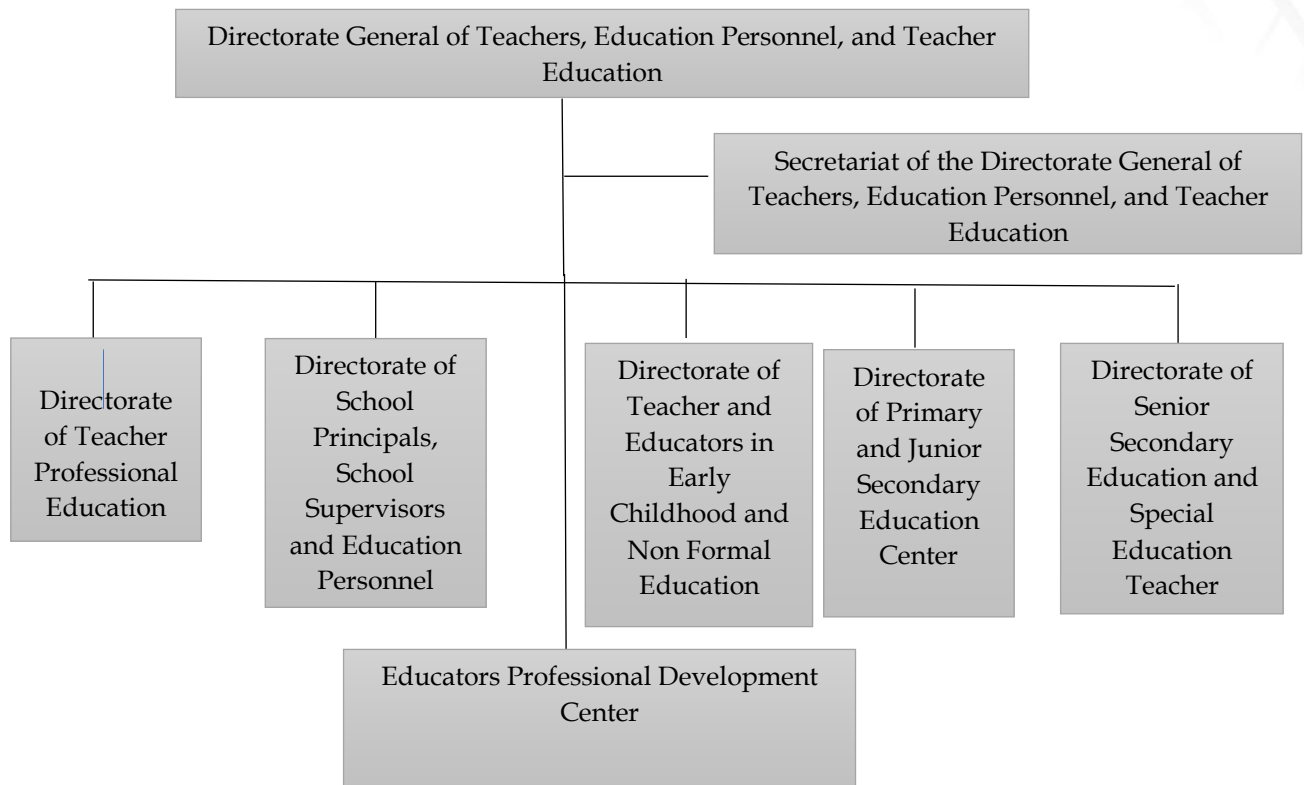 Directorate General of Teachers, Education Personnel, and Teacher
Education
Secretariat of the Directorate General of
Teachers, Education Personnel, and Teacher
Education
Directorate
of Teacher
Professional
Education
Directorate of
School
Principals,
School
Supervisors
and Education
Personnel
Directorate of
Teacher and
Educators in
Early
Childhood and
Non Formal
Education
Directorate
of Primary
and Junior
Secondary
Education
Center
Directorate of
Senior
Secondary
Education and
Special
Education
Teacher
Educators Professional Development
Center